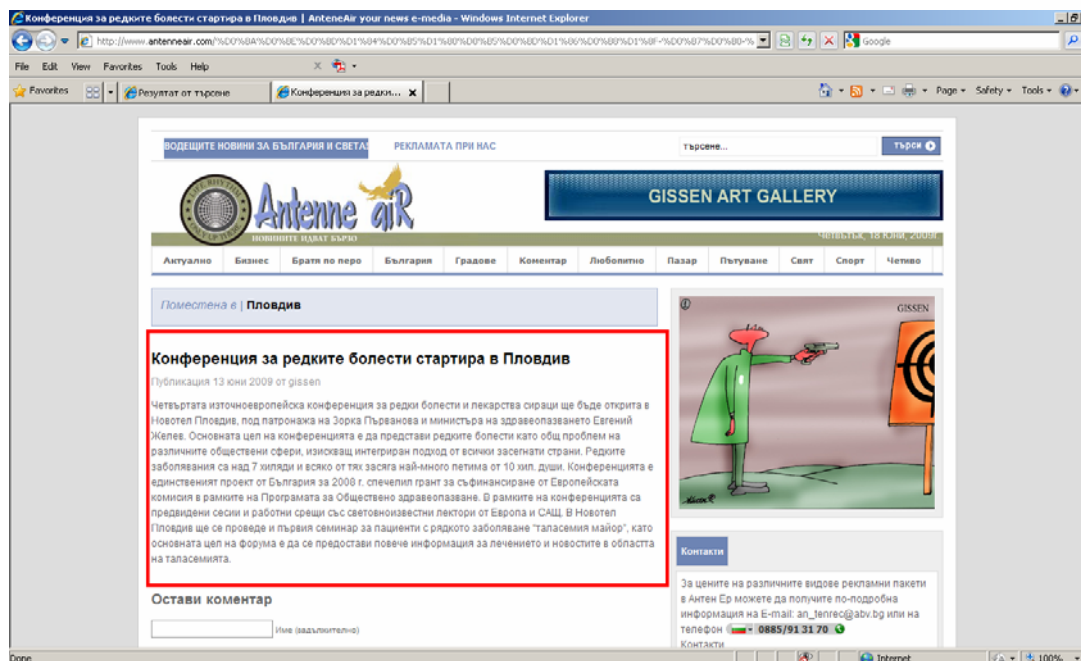 Конференция за редките болести стартира в Пловдив | AnteneAir your news e-media - Windows Internet Explorer
Google
File Edit View Favorites Tools Help
Favorites Резултат от търсене Конференция за редки... Page Safety Tools
ВОДЕЩИТЕ НОВИНИ ЗА БЪЛГАРИЯ И СВЕТА РЕКЛАМАТА ПРИ НАС търсене... търси
Antenne aiR
НОВИНИТЕ ИДВАТ БЪРЗО
GISSEN ART GALLERY
Четвъртък, 18 Юни, 2009г
Актуално Бизнес Братя по перо България Градове Коментар Любопитно Пазар Пътуване Свят Спорт Четиво
Поместена в | Пловдив
GISSEN
Конференция за редките болести стартира в Пловдив
Публикация 13 юни 2009 от gissen
Четвъртата източноевропейска конференция за редки болести и лекарства сираци ще бъде открита в
Новотел Пловдив, под патронажа на Зорка Първанова и министъра на здравеопазването Евгений
Желев. Основната цел на конференцията е да представи редките болести като общ проблем на
различните обществени сфери, изискващ интегриран подход от всички засегнати страни. Редките
заболявания са над 7 хиляди и всяко от тях засяга най-много петима от 10 хил. души. Конференцията е
единственият проект от България за 2008 г. спечелил грант за съфинансиране от Европейската
комисия в рамките на Програмата за Обществено здравеопазване. В рамките на конференцията са
предвидени сесии и работни срещи със световноизвестни лектори от Европа и САЩ. В Новотел
Пловдив ще се проведе и първия семинар за пациенти с рядкото заболяване "таласемия майор", като
основната цел на форума е да се предостави повече информация за лечението и новостите в областта
на таласемията.
Остави коментар
Име (задължително)
Контакти
За цените на различните видове рекламни пакети
в Антен Ер можете да получите по-подробна
информация на E-mail: an_tenrec@abv.bg или на
телефон 0885/91 31 70
Контакти
Done Internet 100%